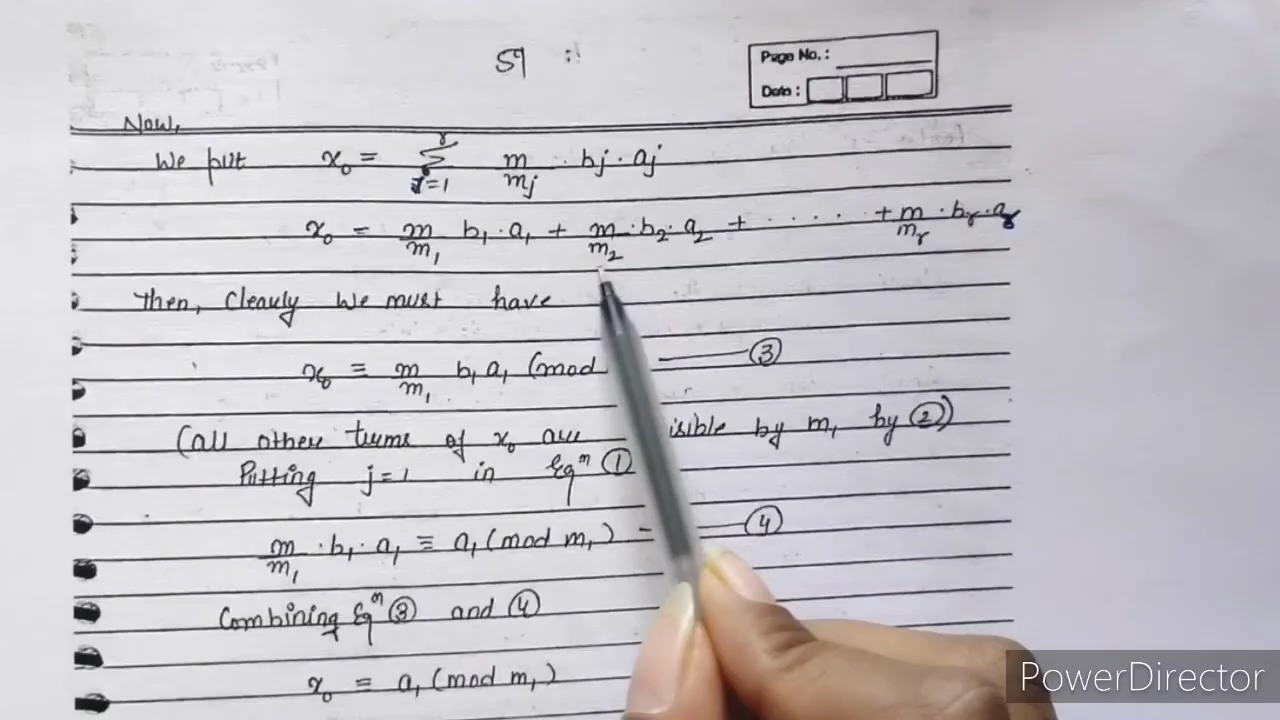 59 :
Page No. :
Date :
Now,
We put x₀ = Σ_{j=1}^{r} m/mj · bj · aj
x₀ = m/m₁ b₁ · a₁ + m/m₂ · b₂ · a₂ + · · · · · + m/mr · br · ar
Then, Clearly We must have
x₀ ≡ m/m₁ b₁ a₁ (mod ——— ③
(all other terms of x₀ are isible by m₁ by ②)
Putting j=1 in Eqⁿ ①
m/m₁ · b₁ · a₁ ≡ a₁ (mod m₁) ——— ④
Combining Eqⁿ ③ and ④
x₀ ≡ a₁ (mod m₁)
PowerDirector